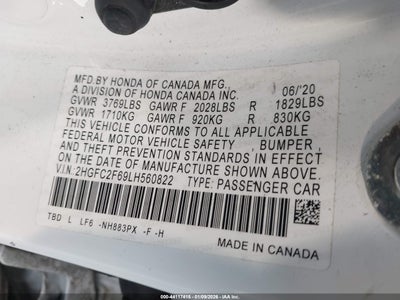 MFD. BY HONDA OF CANADA MFG.,
A DIVISION OF HONDA CANADA INC. 06/'20
GVWR 3769LBS GAWR F 2028LBS R 1829LBS
GVWR 1710KG GAWR F 920KG R 830KG
THIS VEHICLE CONFORMS TO ALL APPLICABLE
FEDERAL MOTOR VEHICLE SAFETY, BUMPER,
AND THEFT PREVENTION STANDARDS IN EFFECT
ON THE DATE OF MANUFACTURE SHOWN ABOVE.
V.I.N:2HGFC2F69LH560822 TYPE: PASSENGER CAR
TBD L LF6 -NH883PX -F -H
MADE IN CANADA
000 - 44117415 - 01/09/2026 - IAA Inc.